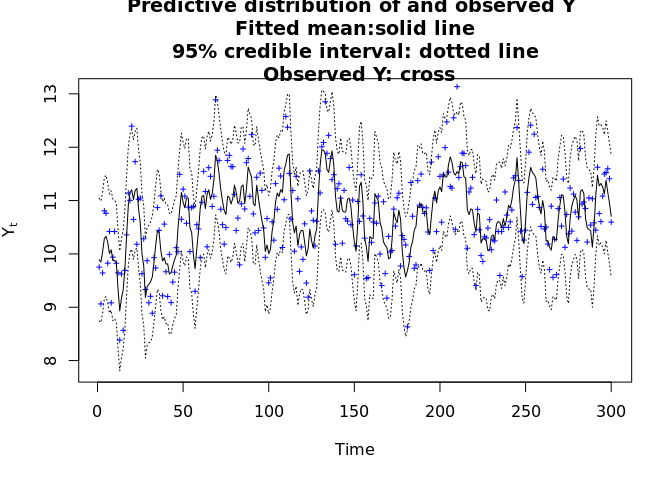 Predictive distribution of and observed Y
Fitted mean:solid line
95% credible interval: dotted line
Observed Y: cross
13
12
11
10
9
8
Yt
0 50 100 150 200 250 300
Time